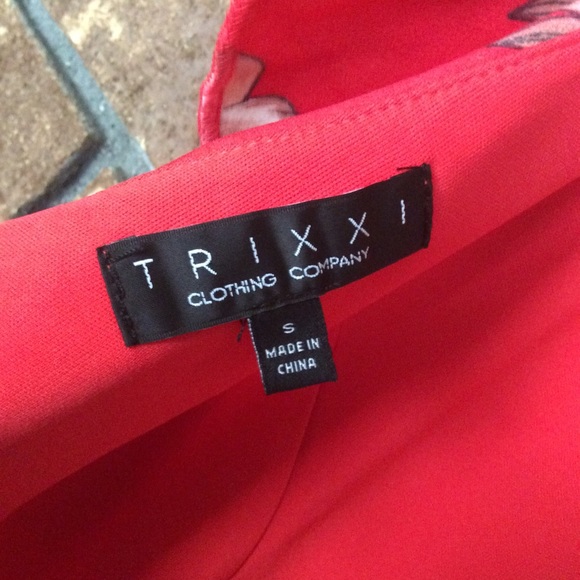 TRIXXI
CLOTHING COMPANY
S
MADE IN
CHINA